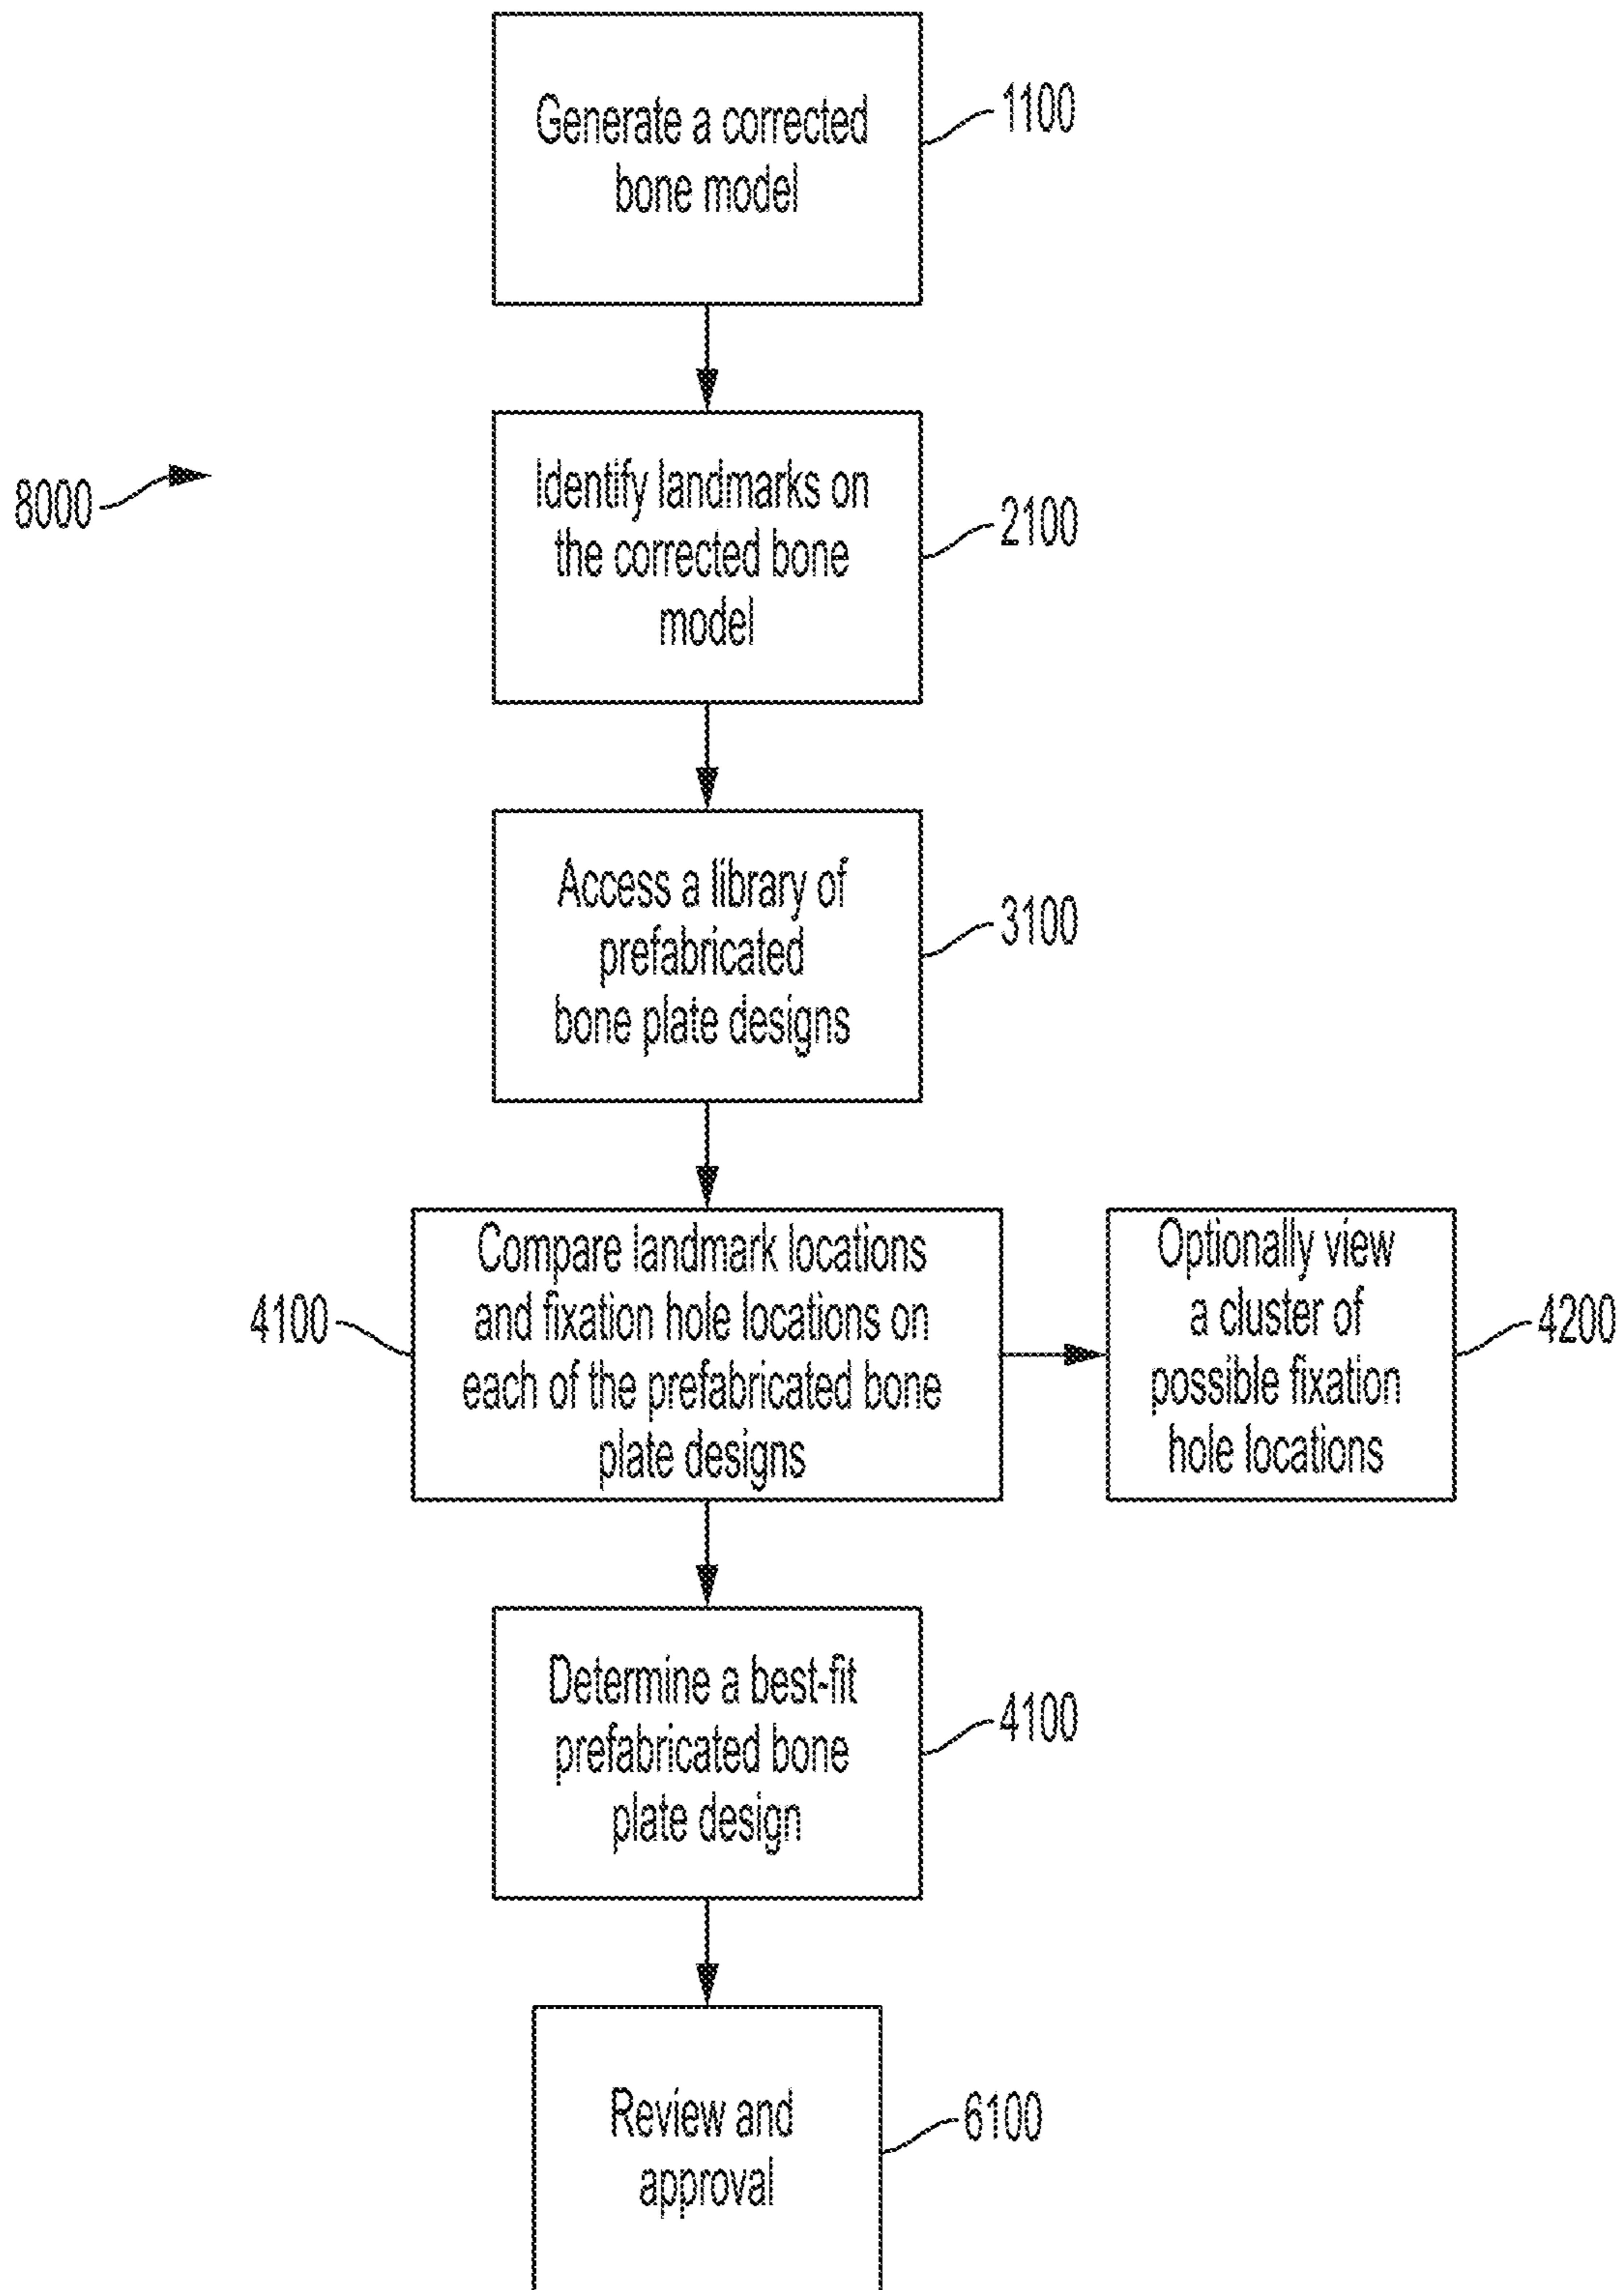 Generate a corrected
bone model
1100
8000
Identify landmarks on
the corrected bone
model
2100
Access a library of
prefabricated
bone plate designs
3100
4100
Compare landmark locations
and fixation hole locations on
each of the prefabricated bone
plate designs
Optionally view
a cluster of
possible fixation
hole locations
4200
Determine a best-fit
prefabricated bone
plate design
4100
Review and
approval
6100